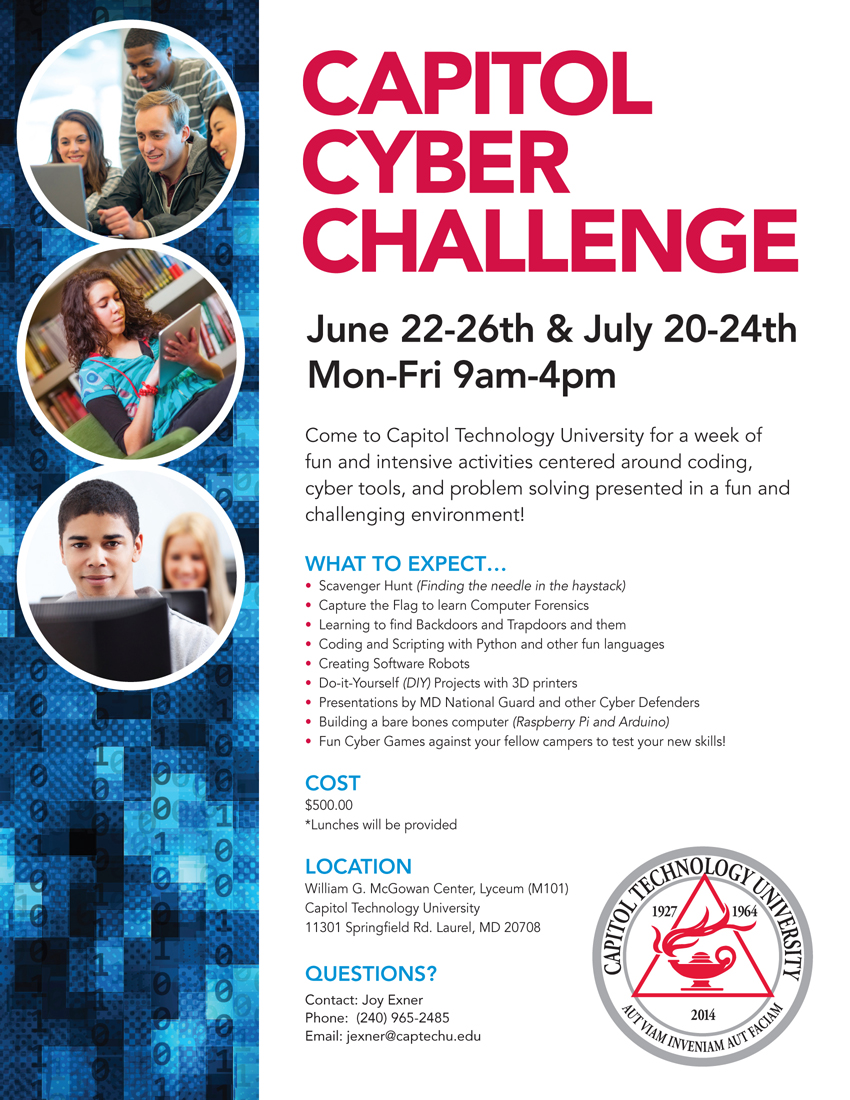 CAPITOL
CYBER
CHALLENGE
June 22-26th & July 20-24th
Mon-Fri 9am-4pm
Come to Capitol Technology University for a week of
fun and intensive activities centered around coding,
cyber tools, and problem solving presented in a fun and
challenging environment!
WHAT TO EXPECT…
• Scavenger Hunt (Finding the needle in the haystack)
• Capture the Flag to learn Computer Forensics
• Learning to find Backdoors and Trapdoors and them
• Coding and Scripting with Python and other fun languages
• Creating Software Robots
• Do-it-Yourself (DIY) Projects with 3D printers
• Presentations by MD National Guard and other Cyber Defenders
• Building a bare bones computer (Raspberry Pi and Arduino)
• Fun Cyber Games against your fellow campers to test your new skills!
COST
$500.00
*Lunches will be provided
LOCATION
William G. McGowan Center, Lyceum (M101)
Capitol Technology University
11301 Springfield Rd. Laurel, MD 20708
QUESTIONS?
Contact: Joy Exner
Phone: (240) 965-2485
Email: jexner@captechu.edu
CAPITOL TECHNOLOGY UNIVERSITY
1927 1964
2014
AUT VIAM INVENIAM AUT FACIAM